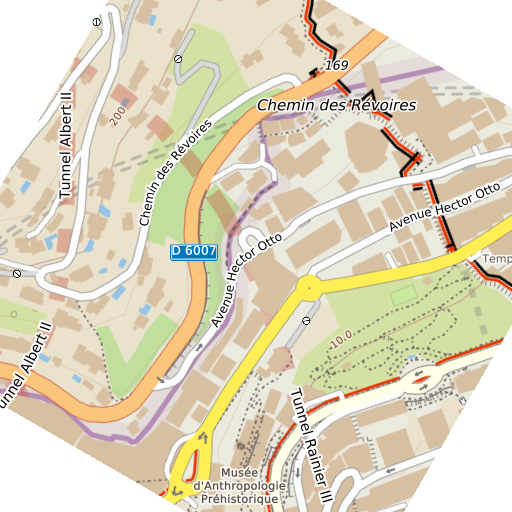 169
Chemin des Révoires
200
Tunnel Albert II
Chemin des Révoires
Avenue Hector Otto
D 6007
Avenue Hector Otto
Temp
10.0
Tunnel Albert II
Tunnel Rainier III
Musée
d'Anthropologie
Préhistorique